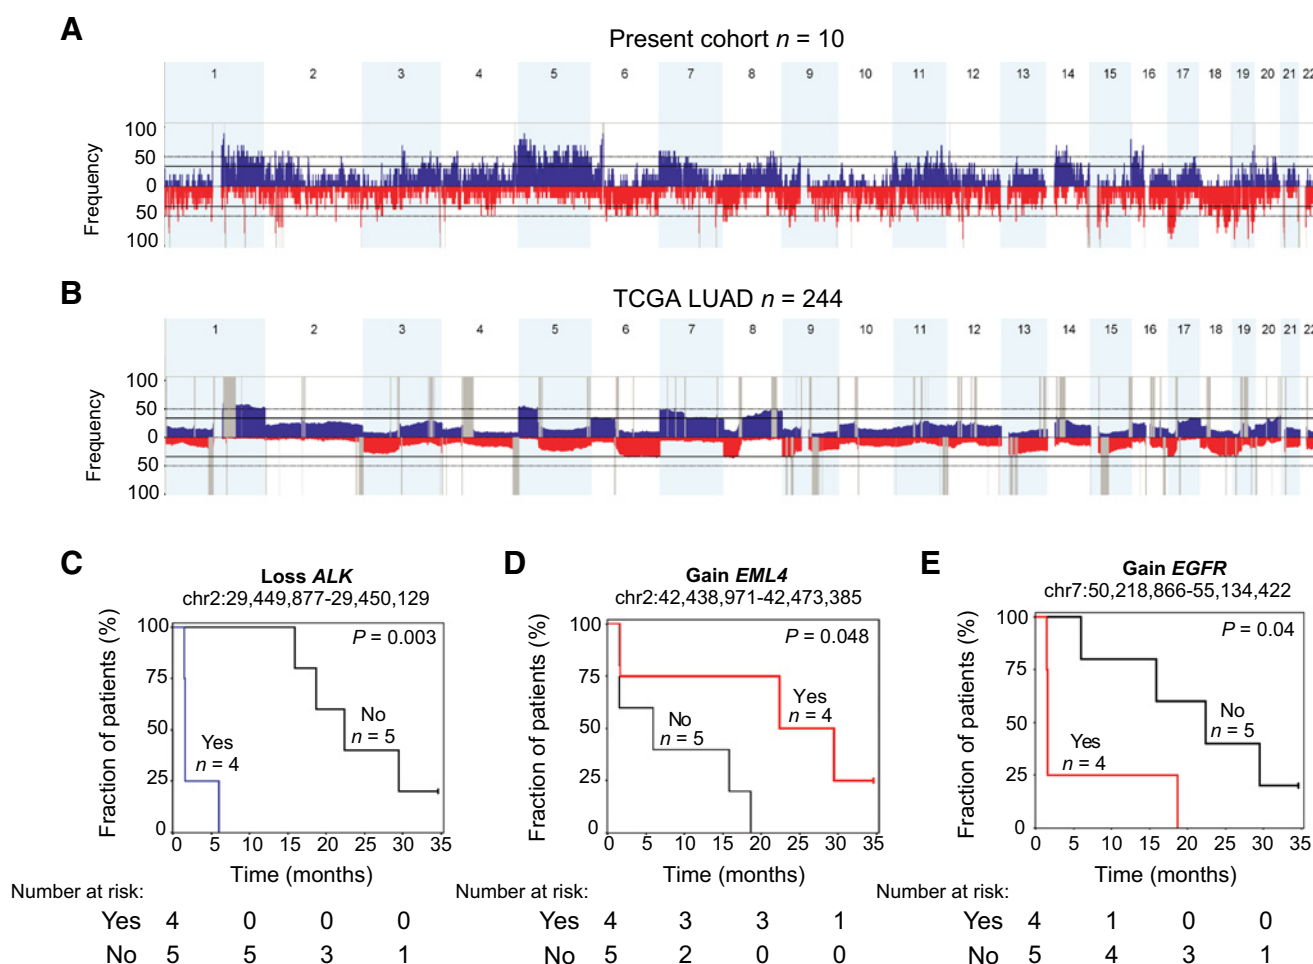 A
Present cohort n = 10
1 2 3 4 5 6 7 8 9 10 11 12 13 14 15 16 17 18 19 20 21 22
Frequency
100
50
0
50
100
B
TCGA LUAD n = 244
1 2 3 4 5 6 7 8 9 10 11 12 13 14 15 16 17 18 19 20 21 22
Frequency
100
50
0
50
100
C
Loss ALK
chr2:29,449,877-29,450,129
P = 0.003
Fraction of patients (%)
100
75
50
25
0
No
n = 5
Yes
n = 4
0 5 10 15 20 25 30 35
Time (months)
Number at risk:
Yes 4 0 0 0
No 5 5 3 1
D
Gain EML4
chr2:42,438,971-42,473,385
P = 0.048
Fraction of patients (%)
100
75
50
25
0
Yes
n = 4
No
n = 5
0 5 10 15 20 25 30 35
Time (months)
Number at risk:
Yes 4 3 3 1
No 5 2 0 0
E
Gain EGFR
chr7:50,218,866-55,134,422
P = 0.04
Fraction of patients (%)
100
75
50
25
0
No
n = 5
Yes
n = 4
0 5 10 15 20 25 30 35
Time (months)
Number at risk:
Yes 4 1 0 0
No 5 4 3 1